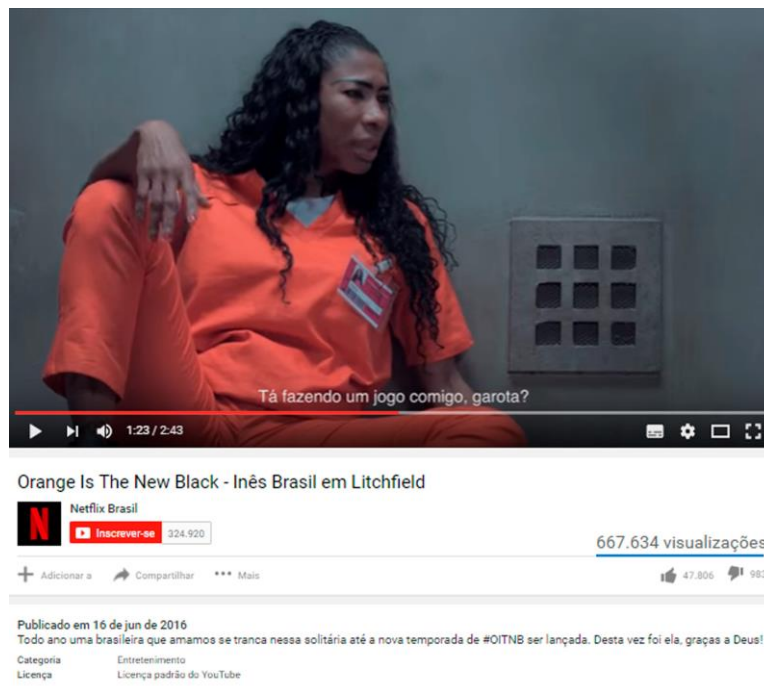 Tá fazendo um jogo comigo, garota?
1:23 / 2:43
Orange Is The New Black - Inês Brasil em Litchfield
N
Netflix Brasil
Inscrever-se 324.920
667.634 visualizações
Adicionar a Compartilhar Mais 47.806 983
Publicado em 16 de jun de 2016
Todo ano uma brasileira que amamos se tranca nessa solitária até a nova temporada de #OITNB ser lançada. Desta vez foi ela, graças a Deus!
Categoria Entretenimento
Licença Licença padrão do YouTube